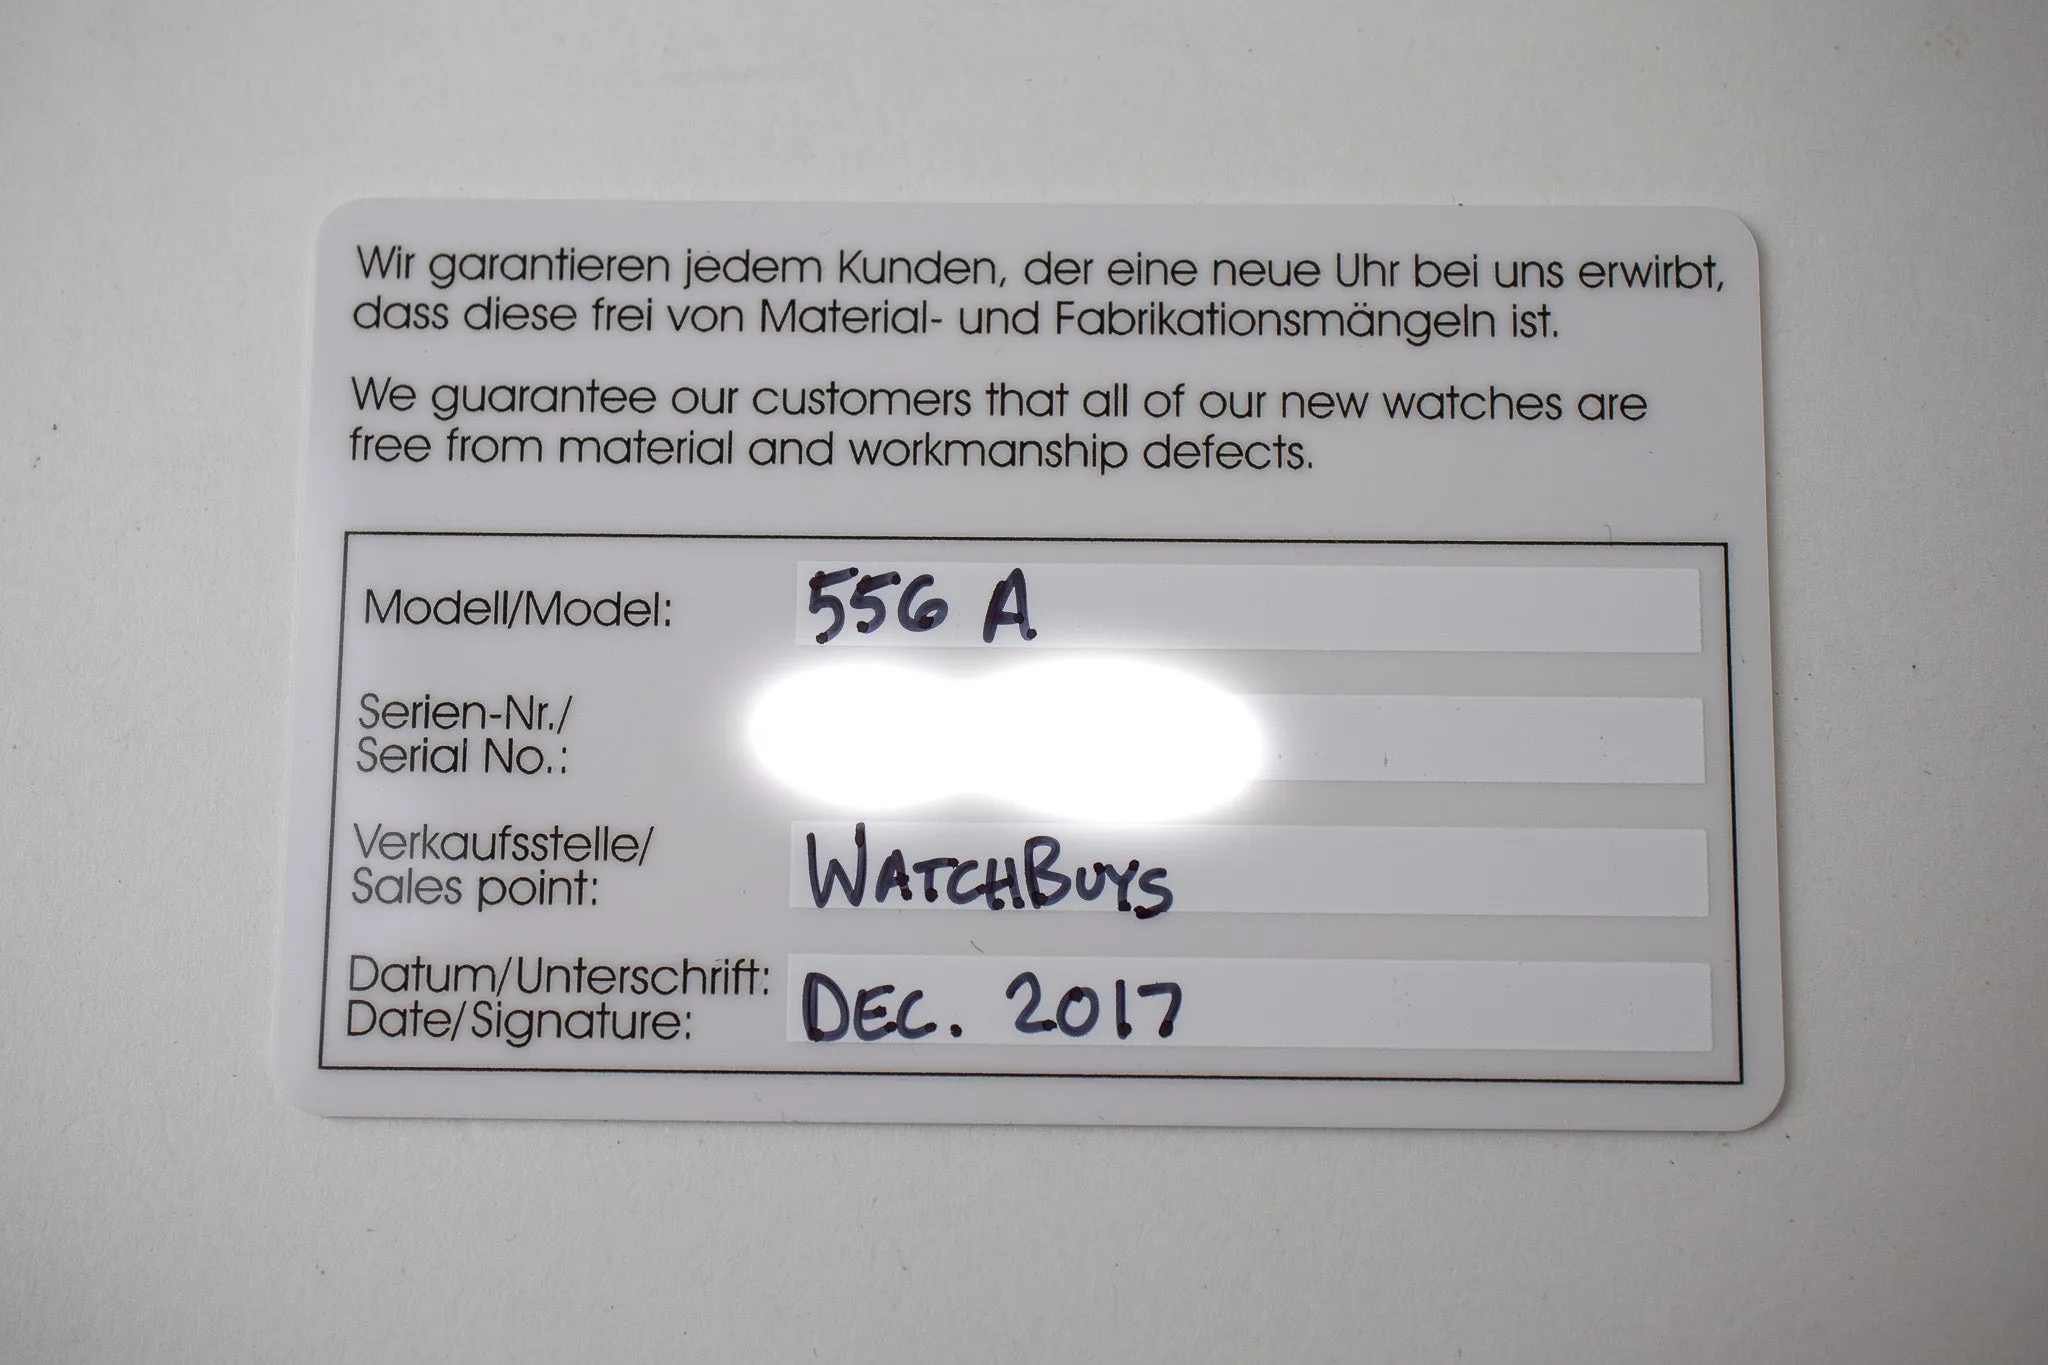 Wir garantieren jedem Kunden, der eine neue Uhr bei uns erwirbt,
dass diese frei von Material- und Fabrikationsmängeln ist.
We guarantee our customers that all of our new watches are
free from material and workmanship defects.
Modell/Model: 556 A
Serien-Nr./
Serial No.:
Verkaufsstelle/
Sales point: WATCHBUYS
Datum/Unterschrift:
Date/Signature: DEC. 2017